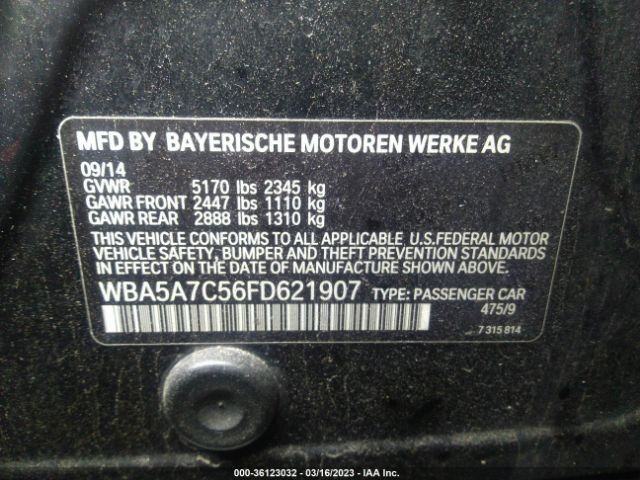 MFD BY BAYERISCHE MOTOREN WERKE AG
09/14
GVWR 5170 lbs 2345 kg
GAWR FRONT 2447 lbs 1110 kg
GAWR REAR 2888 lbs 1310 kg
THIS VEHICLE CONFORMS TO ALL APPLICABLE, U.S.FEDERAL MOTOR
VEHICLE SAFETY, BUMPER AND THEFT PREVENTION STANDARDS
IN EFFECT ON THE DATE OF MANUFACTURE SHOWN ABOVE.
WBA5A7C56FD621907 TYPE: PASSENGER CAR
475/9
7 315 814
000-36123032 — 03/16/2023 — IAA Inc.